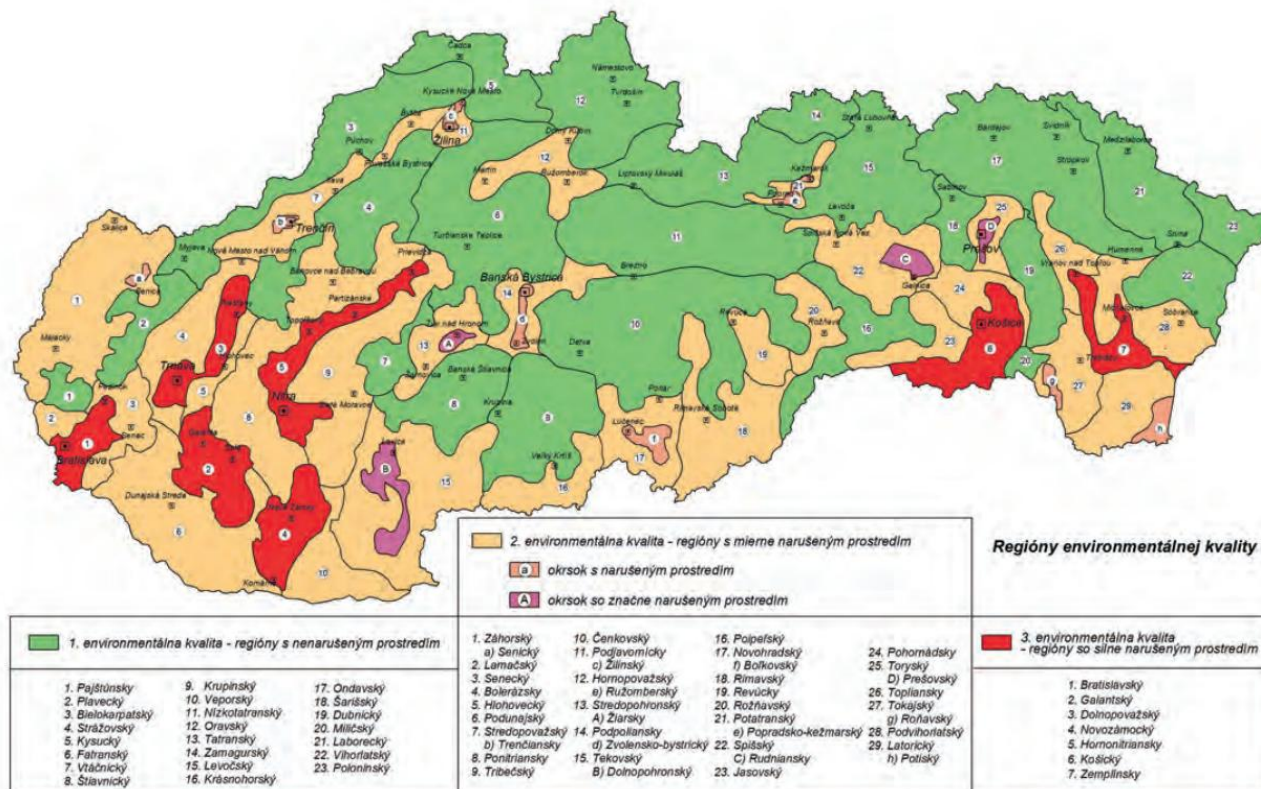 Čadca
Námestovo
Turdošín
Kysucké Nové Mesto
Bytča
Žilina
Púchov
Považská Bystrica
Dolný Kubín
Martin
Ružomberok
Liptovský Mikuláš
Kežmarok
Poprad
Stará Ľubovňa
Bardejov
Svidník
Stropkov
Medzilaborce
Sabinov
Levoča
Prešov
Snina
Humenné
Vranov nad Topľou
Michalovce
Sobrance
Trebišov
Košice
Gelnica
Spišská Nová Ves
Rožňava
Revúca
Brezno
Banská Bystrica
Turčianske Teplice
Prievidza
Partizánske
Topoľčany
Bánovce nad Bebravou
Trenčín
Ilava
Nové Mesto nad Váhom
Myjava
Skalica
Senica
Malacky
Piešťany
Hlohovec
Trnava
Pezinok
Senec
Bratislava
Galanta
Šaľa
Nitra
Zlaté Moravce
Dunajská Streda
Nové Zámky
Komárno
Levice
Žiar nad Hronom
Žarnovica
Banská Štiavnica
Zvolen
Detva
Krupina
Veľký Krtíš
Lučenec
Poltár
Rimavská Sobota
Regióny environmentálnej kvality
1. environmentálna kvalita - regióny s nenarušeným prostredím
1. Pajštúnsky
2. Plavecký
3. Bielokarpatský
4. Strážovský
5. Kysucký
6. Fatranský
7. Vtáčnický
8. Štiavnický
9. Krupinský
10. Veporský
11. Nízkotatranský
12. Oravský
13. Tatranský
14. Zamagurský
15. Levočský
16. Krásnohorský
17. Ondavský
18. Šarišský
19. Dubnický
20. Miličský
21. Laborecký
22. Vihorlatský
23. Poloninský
2. environmentálna kvalita - regióny s mierne narušeným prostredím
a okrsok s narušeným prostredím
A okrsok so značne narušeným prostredím
1. Záhorský
a) Senický
2. Lamačský
3. Senecký
4. Bolerázsky
5. Hlohovecký
6. Podunajský
7. Stredopovažský
b) Trenčiansky
8. Ponitriansky
9. Tribečský
10. Čenkovský
11. Podjavornícky
c) Žilinský
12. Hornopovažský
e) Ružomberský
13. Stredopohronský
A) Žiarsky
14. Podpoliansky
d) Zvolensko-bystrický
15. Tekovský
B) Dolnopohronský
16. Poipeľský
17. Novohradský
f) Boľkovský
18. Rimavský
19. Revúcky
20. Rožňavský
21. Potatranský
e) Popradsko-kežmarský
22. Spišský
C) Rudniansky
23. Jasovský
24. Pohornádsky
25. Toryský
D) Prešovský
26. Topliansky
27. Tokajský
g) Roňavský
28. Podvihorlatský
29. Latorický
h) Potiský
3. environmentálna kvalita
- regióny so silne narušeným prostredím
1. Bratislavský
2. Galantský
3. Dolnopovažský
4. Novozámocký
5. Hornonitriansky
6. Košický
7. Zemplínsky